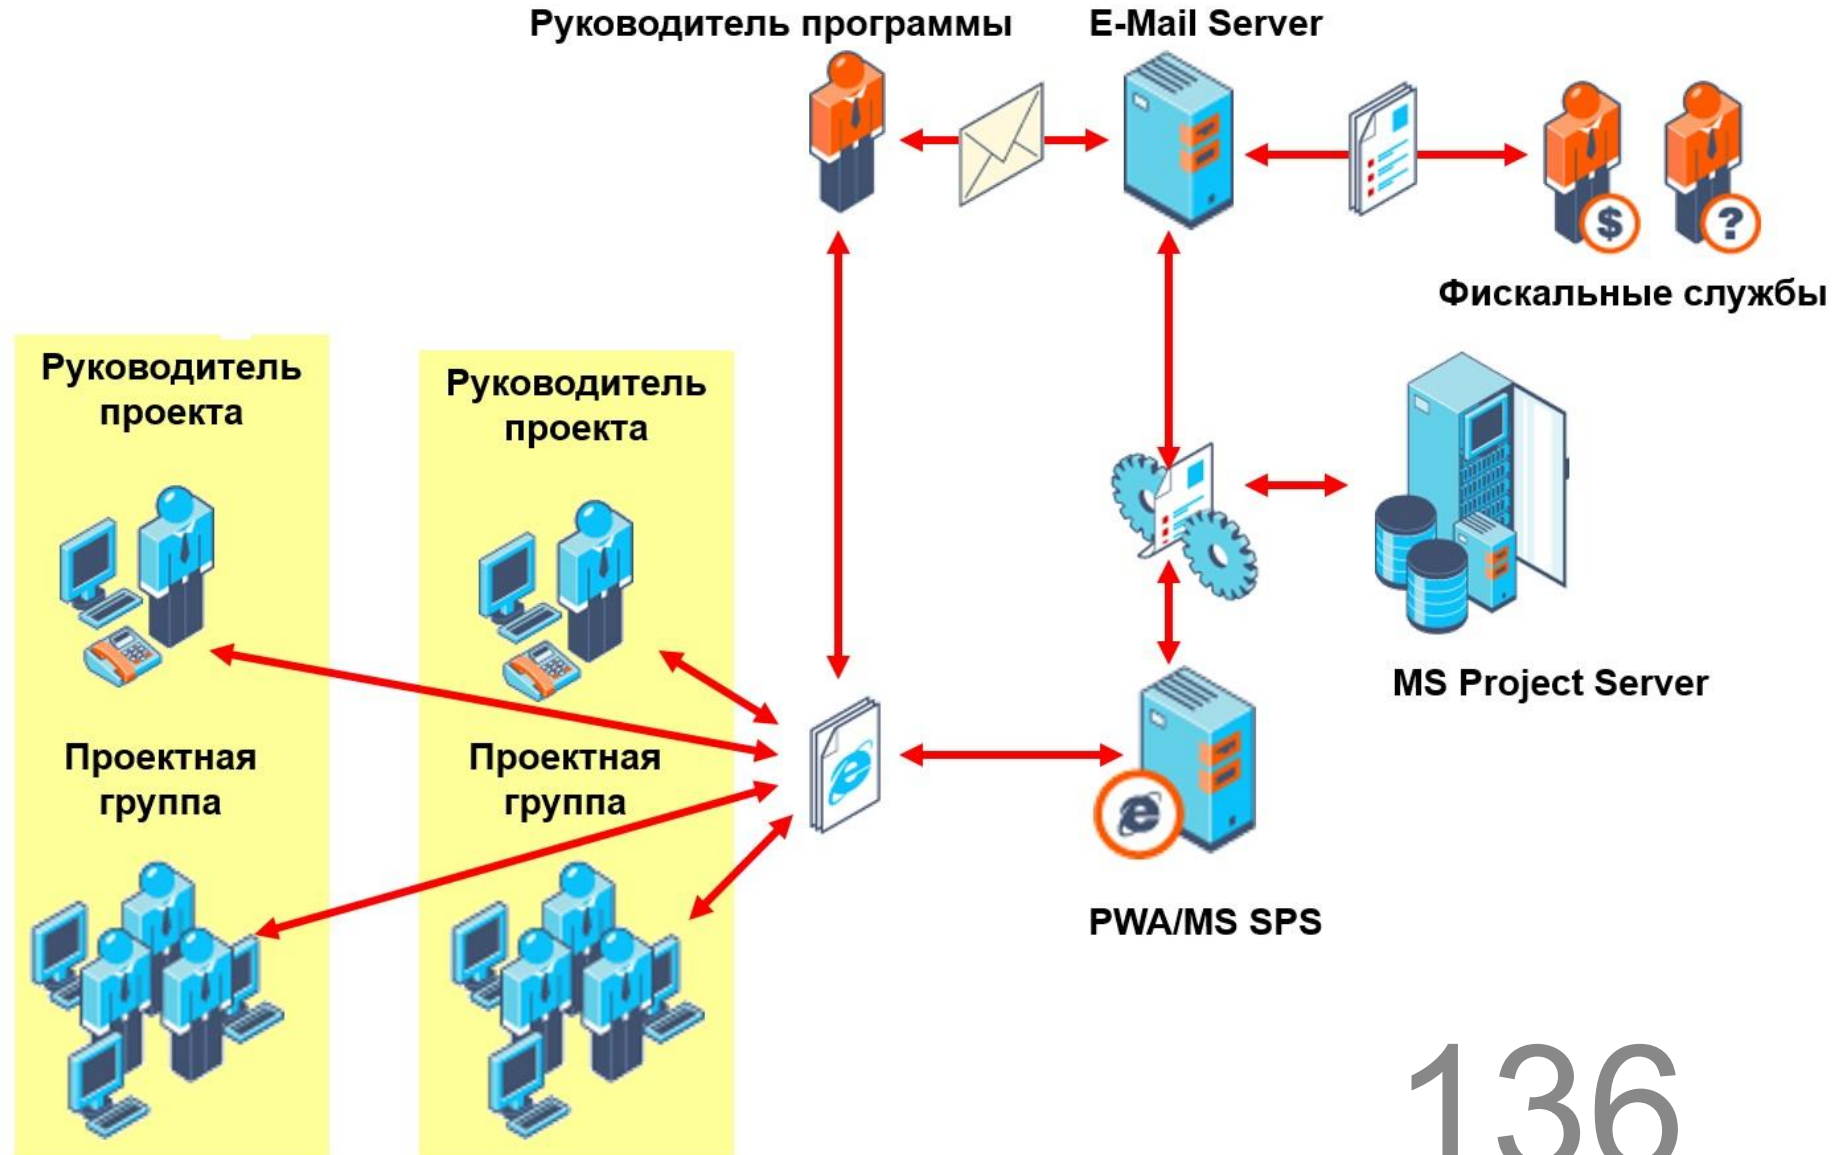 Руководитель программы
E-Mail Server
$
?
Фискальные службы
Руководитель
проекта
Руководитель
проекта
MS Project Server
Проектная
группа
Проектная
группа
e
e
PWA/MS SPS
136